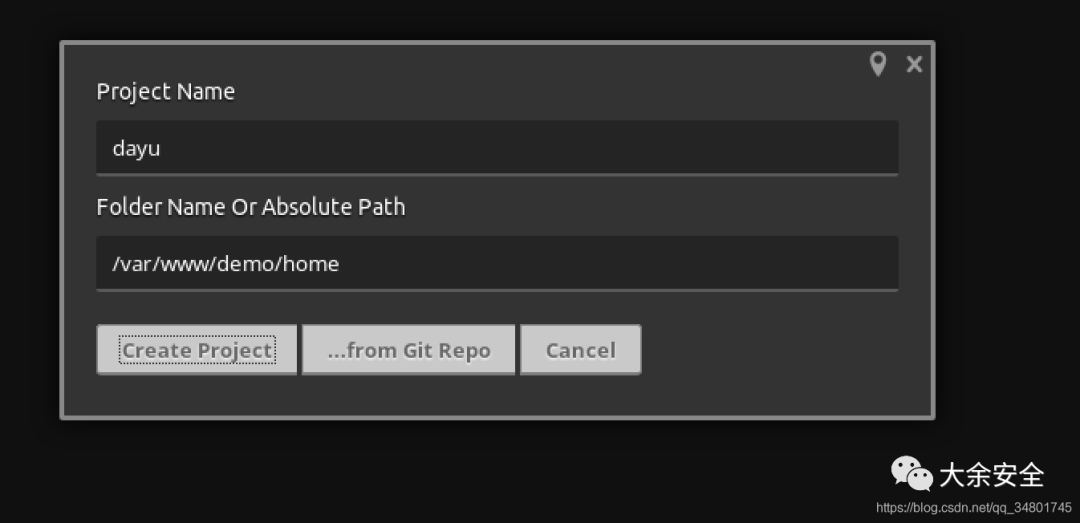 Project Name
dayu
Folder Name Or Absolute Path
/var/www/demo/home
Create Project
...from Git Repo
Cancel
大余安全
https://blog.csdn.net/qq_34801745